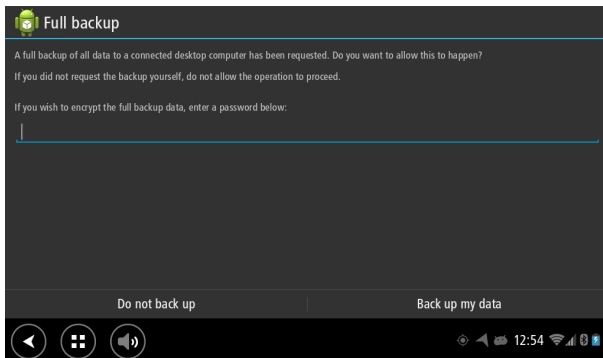 Full backup
A full backup of all data to a connected desktop computer has been requested. Do you want to allow this to happen?
If you did not request the backup yourself, do not allow the operation to proceed.
If you wish to encrypt the full backup data, enter a password below:
Do not back up
Back up my data
12:54